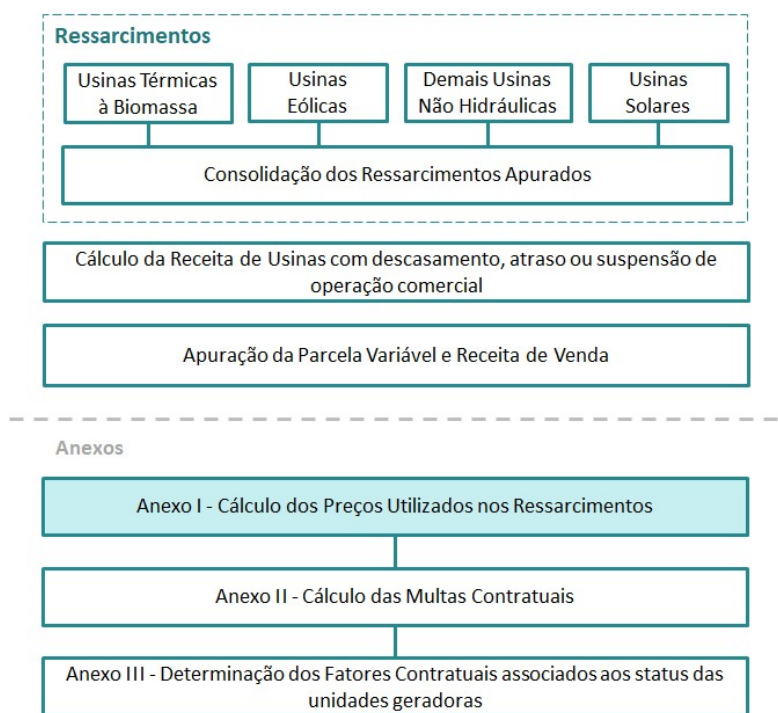 Ressarcimentos
Usinas Térmicas
à Biomassa
Usinas
Eólicas
Demais Usinas
Não Hidráulicas
Usinas
Solares
Consolidação dos Ressarcimentos Apurados
Cálculo da Receita de Usinas com descasamento, atraso ou suspensão de
operação comercial
Apuração da Parcela Variável e Receita de Venda
Anexos
Anexo I - Cálculo dos Preços Utilizados nos Ressarcimentos
Anexo II - Cálculo das Multas Contratuais
Anexo III - Determinação dos Fatores Contratuais associados aos status das
unidades geradoras